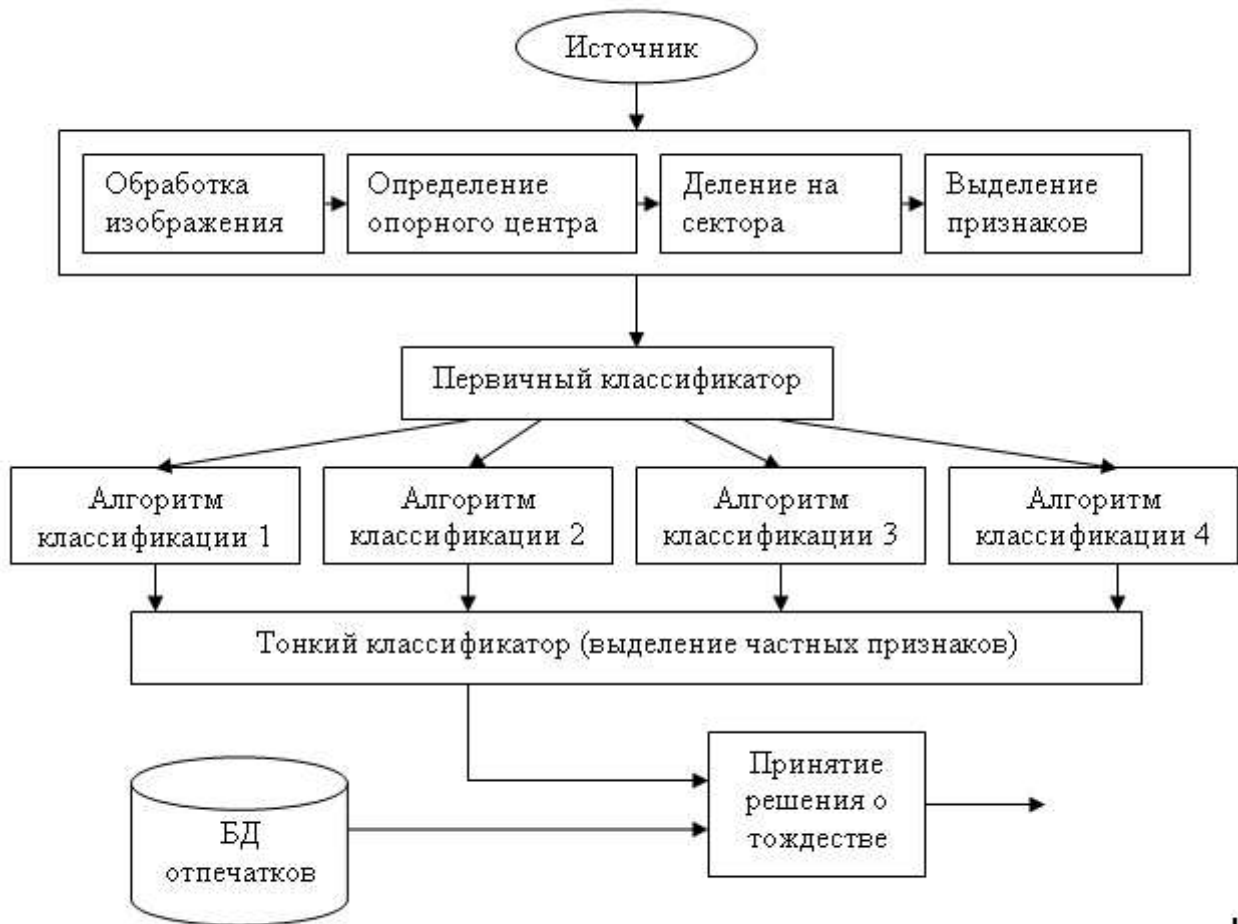 Источник
Обработка
изображения
Определение
опорного центра
Деление на
сектора
Выделение
признаков
Первичный классификатор
Алгоритм
классификации 1
Алгоритм
классификации 2
Алгоритм
классификации 3
Алгоритм
классификации 4
Тонкий классификатор (выделение частных признаков)
БД
отпечатков
Принятие
решения о
тождестве